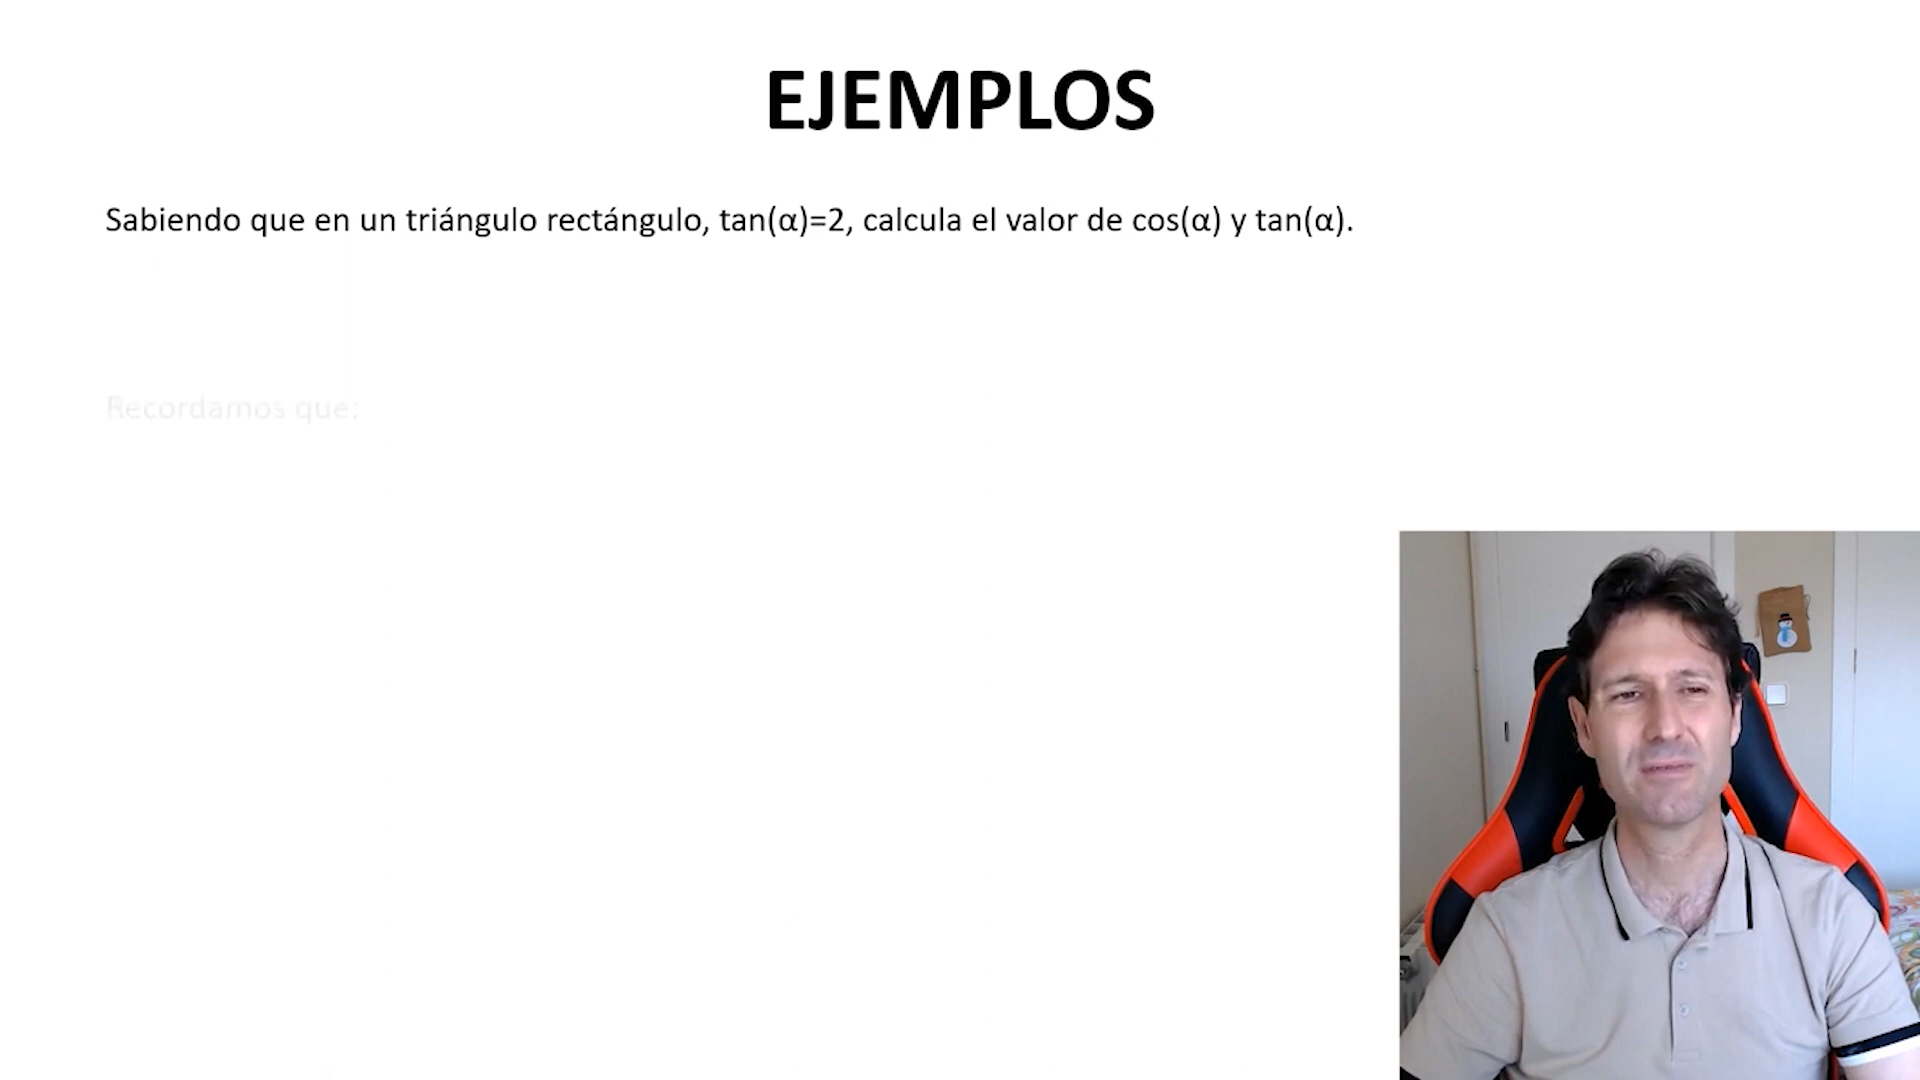 EJEMPLOS
Sabiendo que en un triángulo rectángulo, tan(α)=2, calcula el valor de cos(α) y tan(α).
Recordamos que: